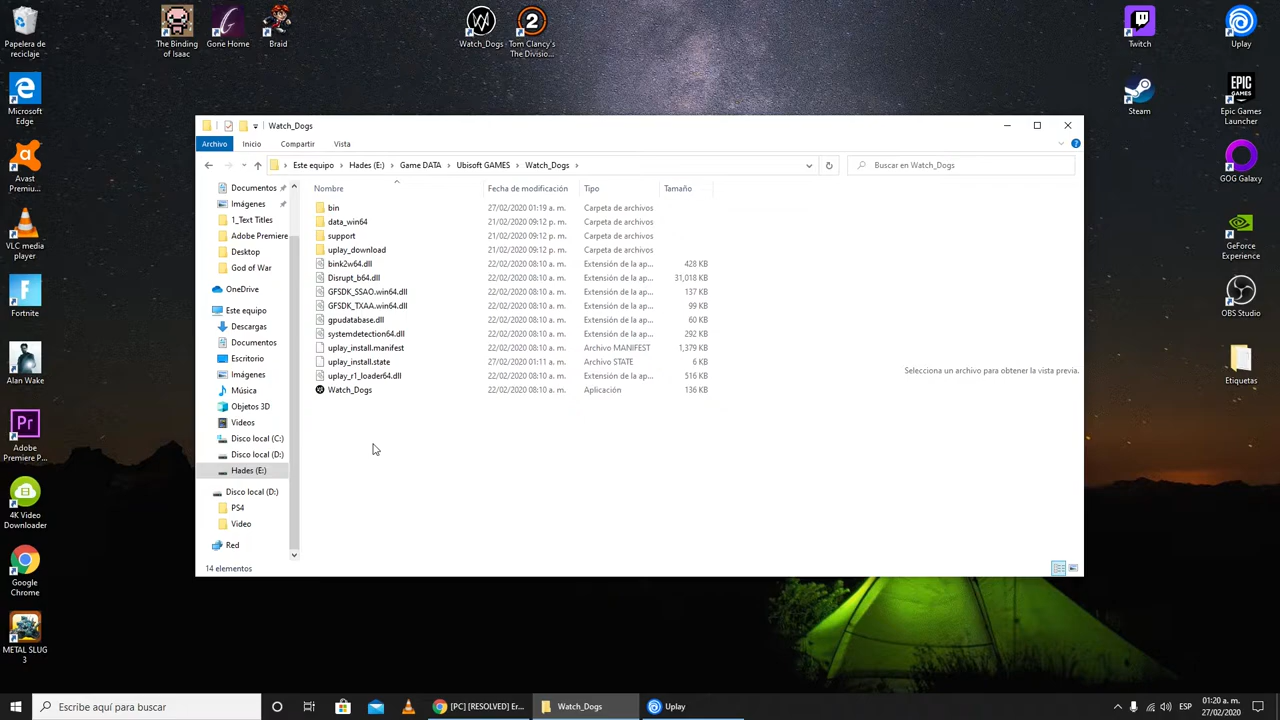 Papelera de
reciclaje
Microsoft
Edge
Avast
Premiu...
VLC media
player
Fortnite
Alan Wake
Adobe
Premiere P...
4K Video
Downloader
Google
Chrome
METAL SLUG
3
The Binding
of Isaac
Gone Home
Braid
Watch_Dogs
Tom Clancy's
The Divisio...
Twitch
Uplay
Steam
Epic Games
Launcher
GOG Galaxy
GeForce
Experience
OBS Studio
Etiquetas
Watch_Dogs
Archivo Inicio Compartir Vista
Este equipo > Hades (E:) > Game DATA > Ubisoft GAMES > Watch_Dogs >
Buscar en Watch_Dogs
Documentos
Imágenes
1_Text Titles
Adobe Premiere
Desktop
God of War
OneDrive
Este equipo
Descargas
Documentos
Escritorio
Imágenes
Música
Objetos 3D
Videos
Disco local (C:)
Disco local (D:)
Hades (E:)
Disco local (D:)
PS4
Video
Red
Nombre Fecha de modificación Tipo Tamaño
bin 27/02/2020 01:19 a. m. Carpeta de archivos
data_win64 21/02/2020 09:12 p. m. Carpeta de archivos
support 21/02/2020 09:12 p. m. Carpeta de archivos
uplay_download 21/02/2020 09:12 p. m. Carpeta de archivos
bink2w64.dll 22/02/2020 08:10 a. m. Extensión de la ap... 428 KB
Disrupt_b64.dll 22/02/2020 08:10 a. m. Extensión de la ap... 31,018 KB
GFSDK_SSAO.win64.dll 22/02/2020 08:10 a. m. Extensión de la ap... 137 KB
GFSDK_TXAA.win64.dll 22/02/2020 08:10 a. m. Extensión de la ap... 99 KB
gpudatabase.dll 22/02/2020 08:10 a. m. Extensión de la ap... 60 KB
systemdetection64.dll 22/02/2020 08:10 a. m. Extensión de la ap... 292 KB
uplay_install.manifest 22/02/2020 08:10 a. m. Archivo MANIFEST 1,379 KB
uplay_install.state 27/02/2020 01:11 a. m. Archivo STATE 6 KB
uplay_r1_loader64.dll 22/02/2020 08:10 a. m. Extensión de la ap... 516 KB
Watch_Dogs 22/02/2020 08:10 a. m. Aplicación 136 KB
Selecciona un archivo para obtener la vista previa.
14 elementos
Escribe aquí para buscar
[PC] [RESOLVED] Er...
Watch_Dogs
Uplay
ESP
01:20 a. m.
27/02/2020